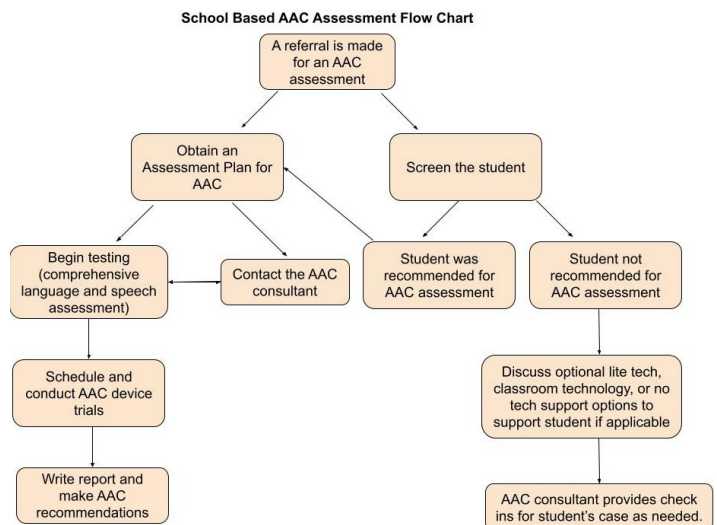 School Based AAC Assessment Flow Chart
A referral is made
for an AAC
assessment
Obtain an
Assessment Plan for
AAC
Screen the student
Begin testing
(comprehensive
language and speech
assessment)
Contact the AAC
consultant
Student was
recommended for
AAC assessment
Student not
recommended for
AAC assessment
Schedule and
conduct AAC device
trials
Discuss optional lite tech,
classroom technology, or no
tech support options to
support student if applicable
Write report and
make AAC
recommendations
AAC consultant provides check
ins for student's case as needed.